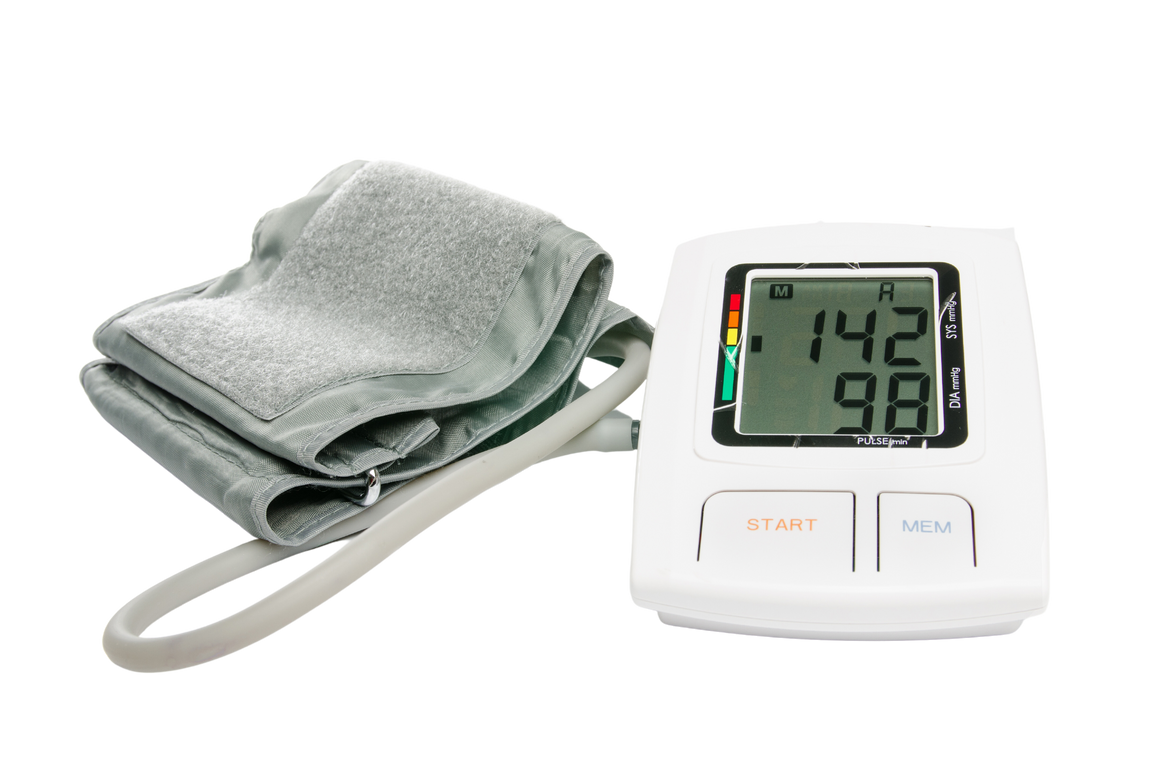 M A
142
SYS mmHg
98
DIA mmHg
PULSE/min
START MEM